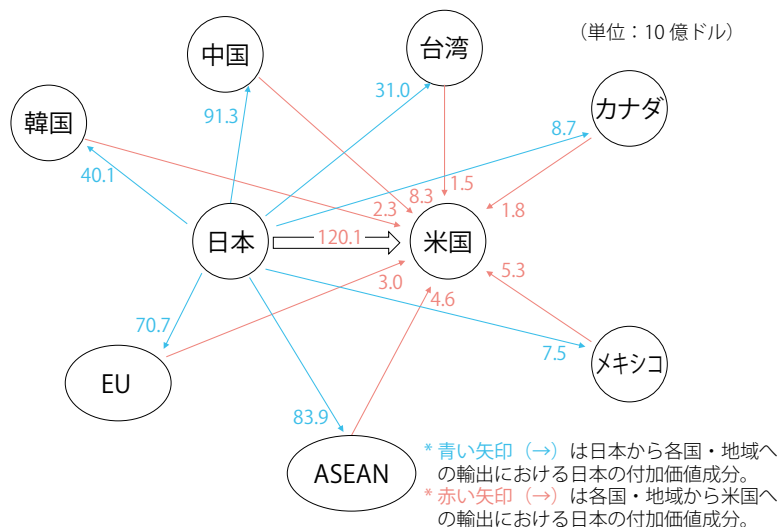 （単位：10 億ドル）
中国
台湾
カナダ
韓国
91.3
31.0
8.7
40.1
8.3
1.5
1.8
2.3
日本
120.1
米国
3.0
4.6
5.3
70.7
7.5
メキシコ
EU
83.9
ASEAN
* 青い矢印（→）は日本から各国・地域へ
の輸出における日本の付加価値成分。
* 赤い矢印（→）は各国・地域から米国へ
の輸出における日本の付加価値成分。